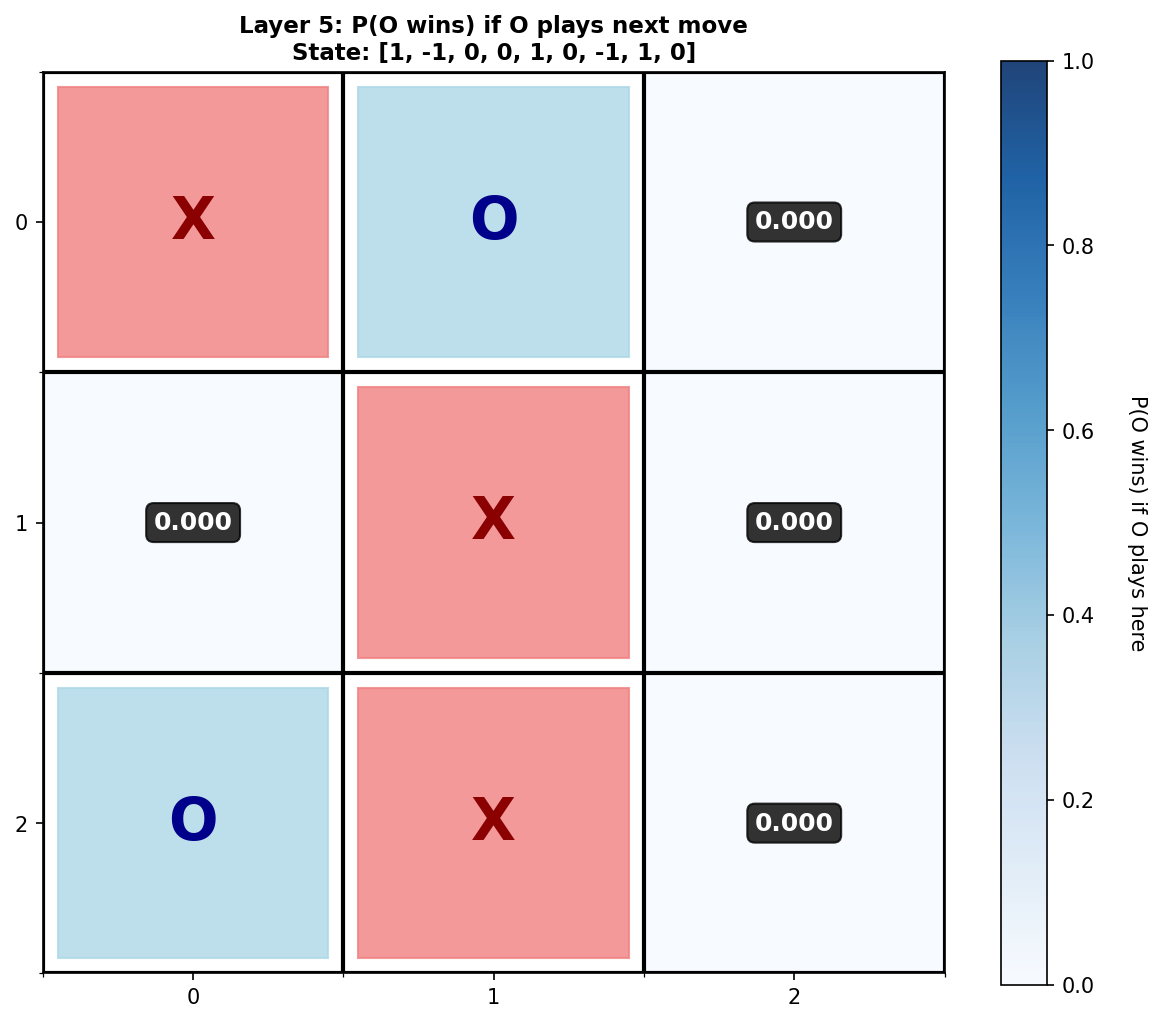 Layer 5: P(O wins) if O plays next move
State: [1, -1, 0, 0, 1, 0, -1, 1, 0]
X
O
0.000
0.000
X
0.000
O
X
0.000
0
1
2
0
1
2
1.0
0.8
0.6
0.4
0.2
0.0
P(O wins) if O plays here